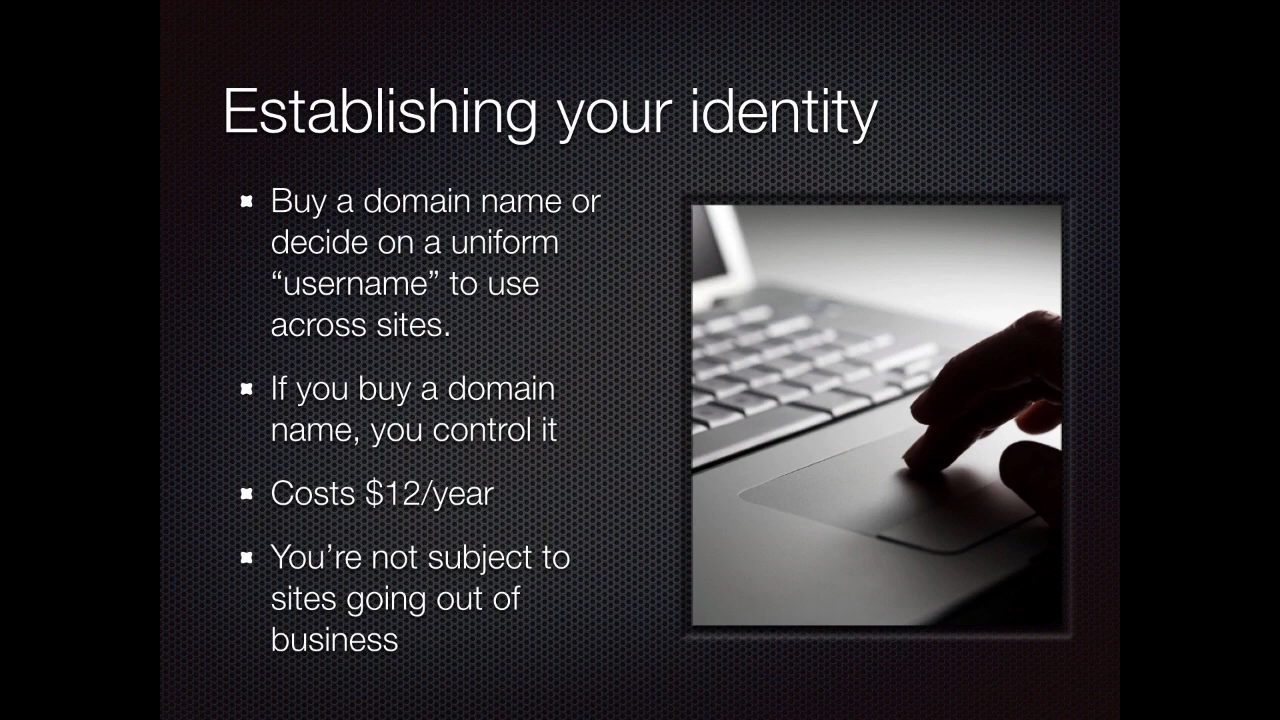 Establishing your identity
Buy a domain name or
decide on a uniform
“username” to use
across sites.
If you buy a domain
name, you control it
Costs $12/year
You’re not subject to
sites going out of
business